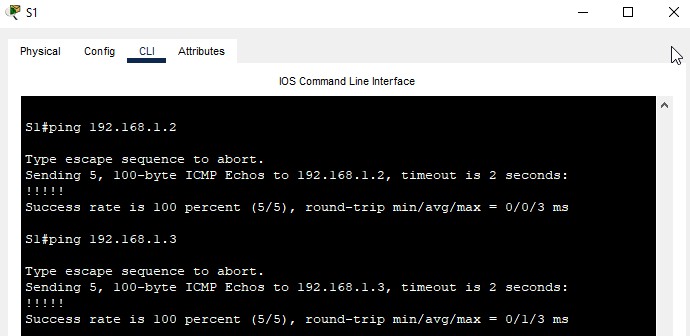 S1
Physical Config CLI Attributes
IOS Command Line Interface
S1#ping 192.168.1.2
Type escape sequence to abort.
Sending 5, 100-byte ICMP Echos to 192.168.1.2, timeout is 2 seconds:
!!!!!
Success rate is 100 percent (5/5), round-trip min/avg/max = 0/0/3 ms
S1#ping 192.168.1.3
Type escape sequence to abort.
Sending 5, 100-byte ICMP Echos to 192.168.1.3, timeout is 2 seconds:
!!!!!
Success rate is 100 percent (5/5), round-trip min/avg/max = 0/1/3 ms